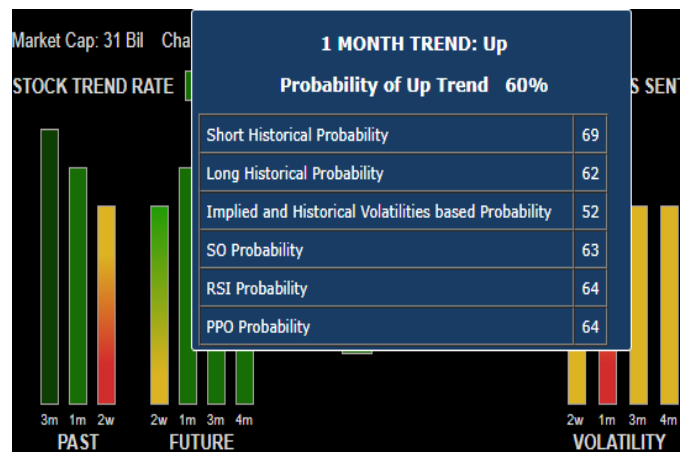 Market Cap: 31 Bil Cha
1 MONTH TREND: Up
STOCK TREND RATE
Probability of Up Trend 60%
S SENT
Short Historical Probability 69
Long Historical Probability 62
Implied and Historical Volatilities based Probability 52
SO Probability 63
RSI Probability 64
PPO Probability 64
3m 1m 2w 2w 1m 3m 4m 2w 1m 3m 4m
PAST FUTURE VOLATILITY